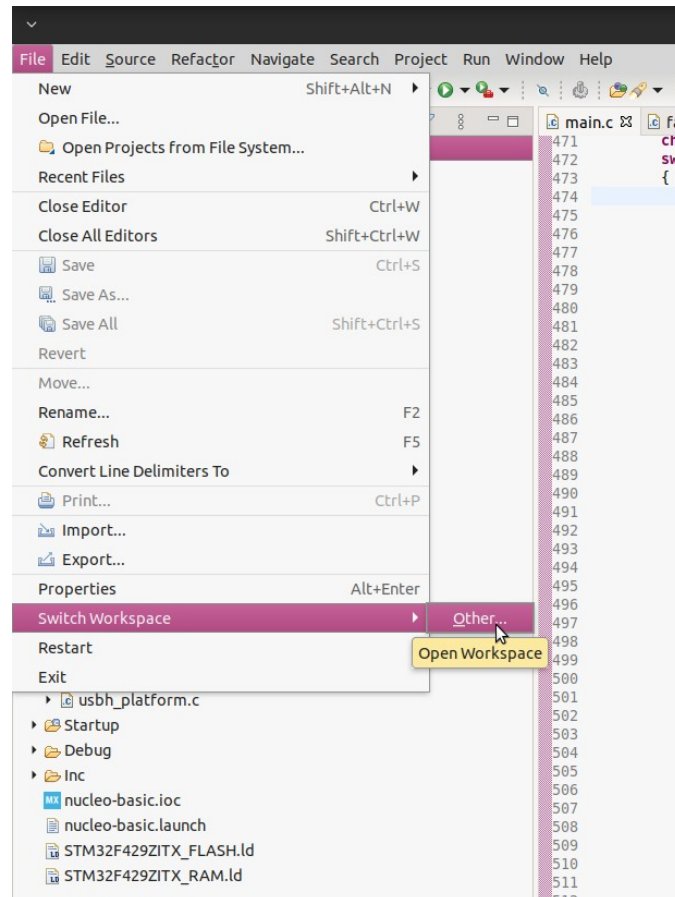 File Edit Source Refactor Navigate Search Project Run Window Help
New Shift+Alt+N
Open File...
Open Projects from File System...
Recent Files
Close Editor Ctrl+W
Close All Editors Shift+Ctrl+W
Save Ctrl+S
Save As...
Save All Shift+Ctrl+S
Revert
Move...
Rename... F2
Refresh F5
Convert Line Delimiters To
Print... Ctrl+P
Import...
Export...
Properties Alt+Enter
Switch Workspace
Other...
Open Workspace
Restart
Exit
usbh_platform.c
Startup
Debug
Inc
MX nucleo-basic.ioc
nucleo-basic.launch
STM32F429ZITX_FLASH.ld
STM32F429ZITX_RAM.ld
main.c
471 ch
472 sw
473 {
474
475
476
477
478
479
480
481
482
483
484
485
486
487
488
489
490
491
492
493
494
495
496
497
498
499
500
501
502
503
504
505
506
507
508
509
510
511